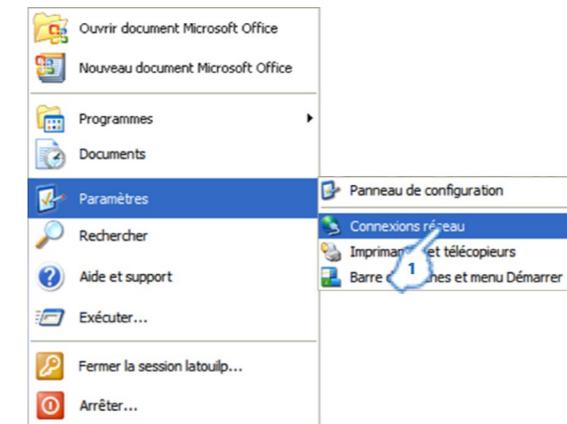 Ouvrir document Microsoft Office
Nouveau document Microsoft Office
Programmes
Documents
Paramètres
Rechercher
Aide et support
Exécuter...
Fermer la session latouilp...
Arrêter...
Panneau de configuration
Connexions réseau
et télécopieurs
Barre et menu Démarrer
1